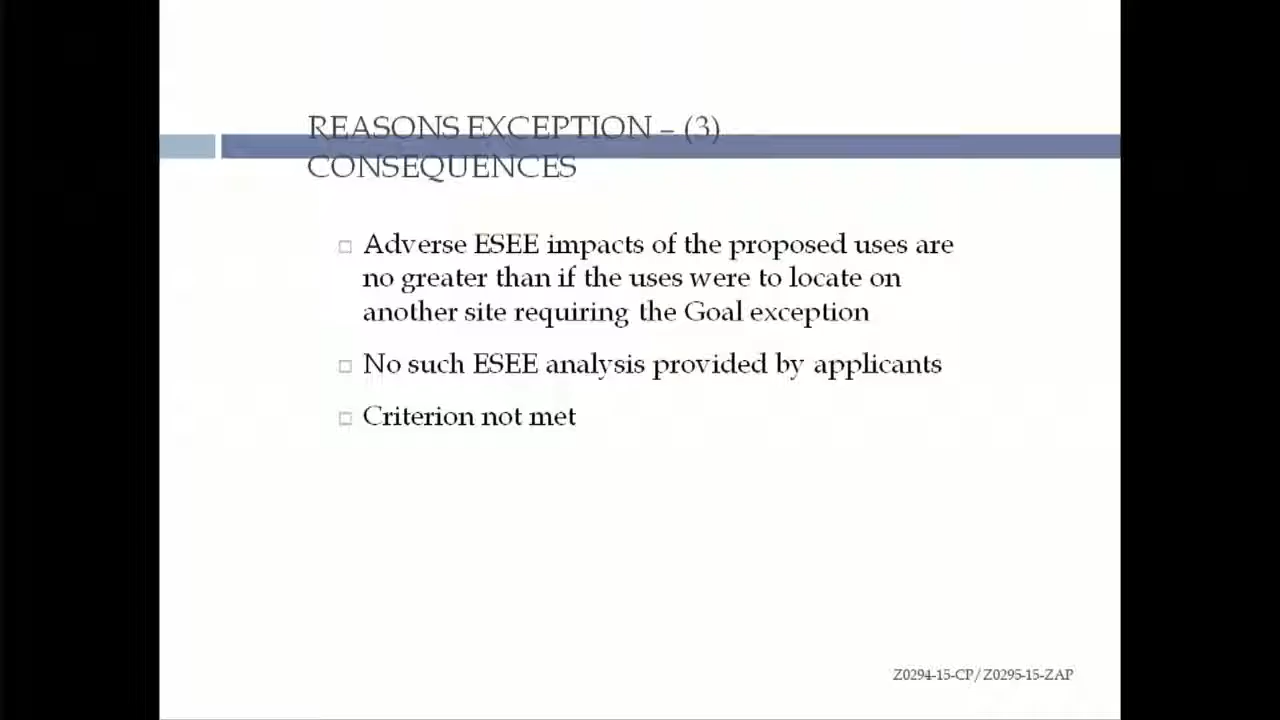 REASONS EXCEPTION – (3)
CONSEQUENCES
Adverse ESEE impacts of the proposed uses are
no greater than if the uses were to locate on
another site requiring the Goal exception
No such ESEE analysis provided by applicants
Criterion not met
Z0294-15-CP/Z0295-15-ZAP